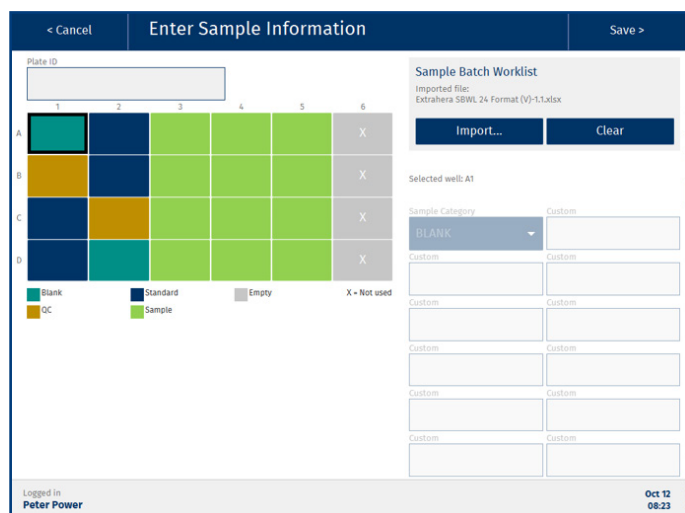 < Cancel
Enter Sample Information
Save >
Plate ID
1 2 3 4 5 6
A X
B X
C X
D X
Blank Standard Empty X = Not used
QC Sample
Sample Batch Worklist
Imported file:
Extrahera SBWL 24 Format (V)-1.1.xlsx
Import... Clear
Selected well: A1
Sample Category Custom
BLANK
Custom Custom
Custom Custom
Custom Custom
Custom Custom
Custom Custom
Logged in
Peter Power
Oct 12
08:23